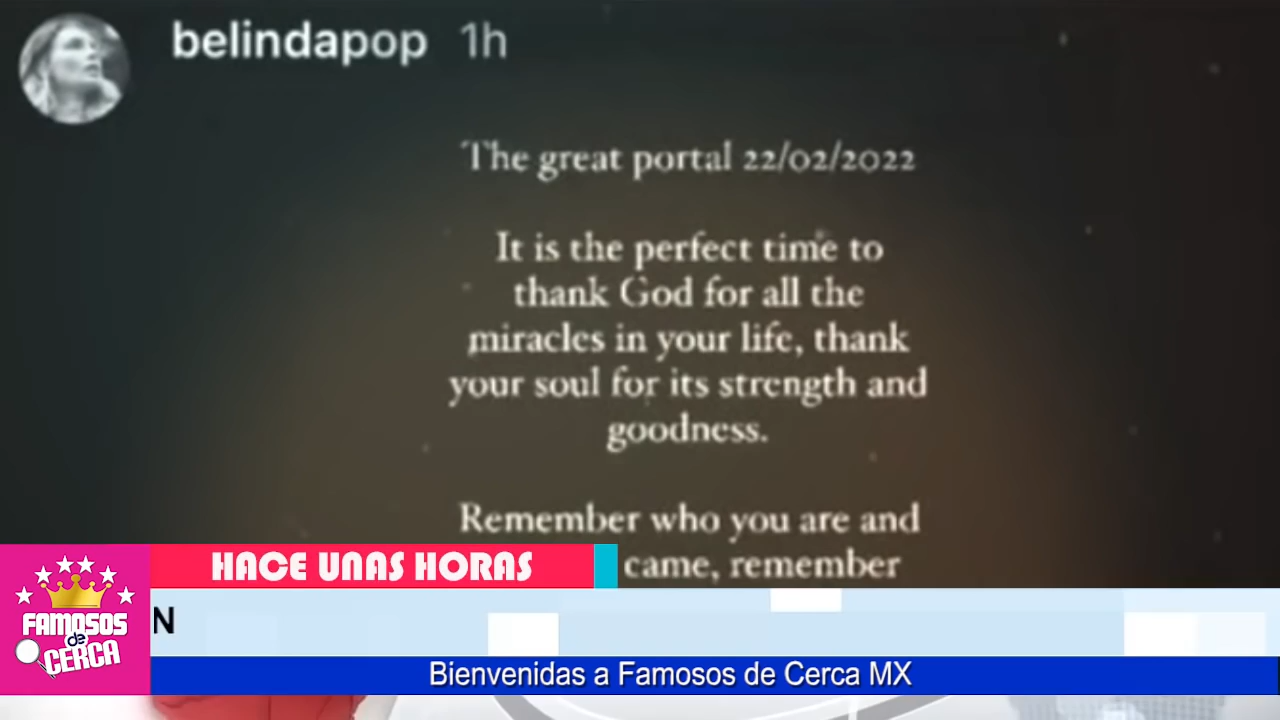 belindapop 1h
The great portal 22/02/2022
It is the perfect time to
thank God for all the
miracles in your life, thank
your soul for its strength and
goodness.
Remember who you are and
came, remember
HACE UNAS HORAS
FAMOSOS
de
CERCA
N
Bienvenidas a Famosos de Cerca MX